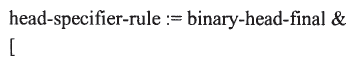 head-specifier-rule := binary-head-final &
[